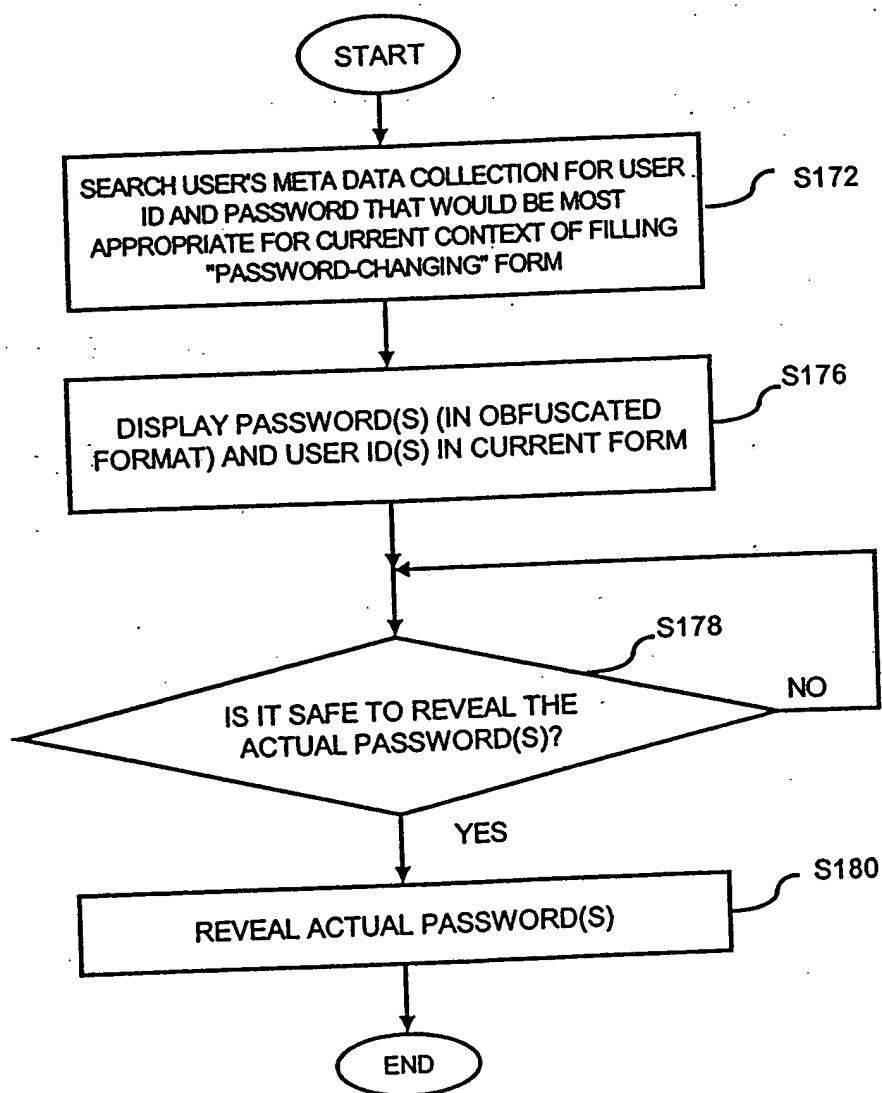 START
SEARCH USER'S META DATA COLLECTION FOR USER
ID AND PASSWORD THAT WOULD BE MOST
APPROPRIATE FOR CURRENT CONTEXT OF FILLING
"PASSWORD-CHANGING" FORM
S172
DISPLAY PASSWORD(S) (IN OBFUSCATED
FORMAT) AND USER ID(S) IN CURRENT FORM
S176
IS IT SAFE TO REVEAL THE
ACTUAL PASSWORD(S)?
S178
NO
YES
REVEAL ACTUAL PASSWORD(S)
S180
END